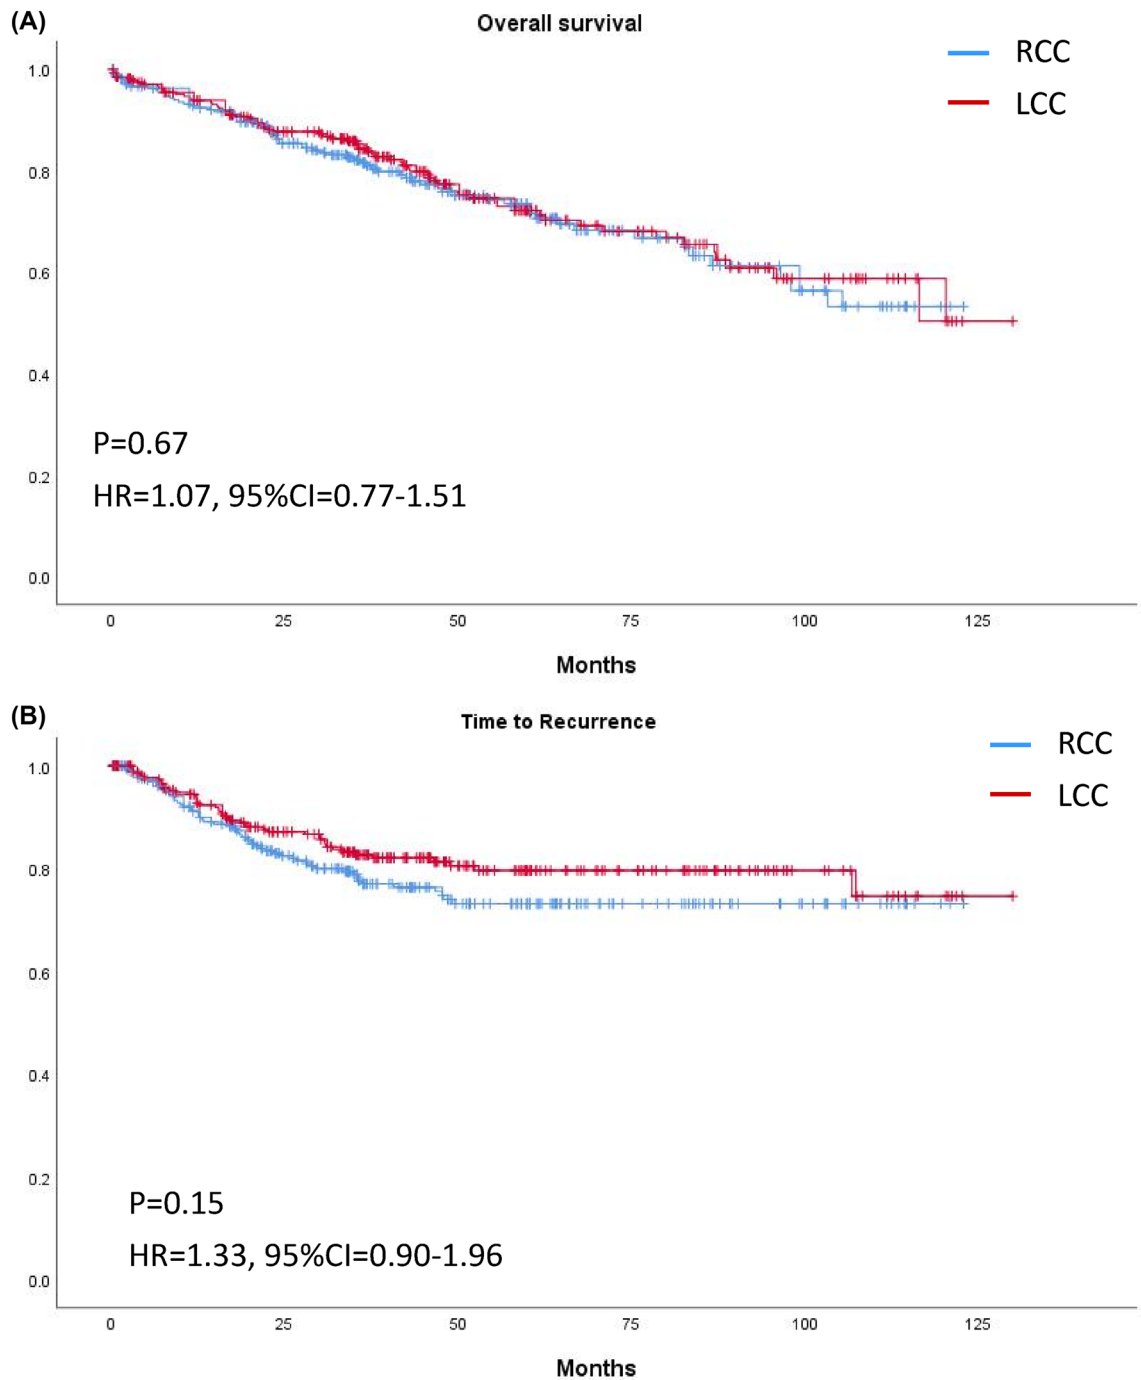 (A)
Overall survival
RCC
LCC
1.0
0.8
0.6
0.4
0.2
0.0
P=0.67
HR=1.07, 95%CI=0.77-1.51
0 25 50 75 100 125
Months
(B)
Time to Recurrence
RCC
LCC
1.0
0.8
0.6
0.4
0.2
0.0
P=0.15
HR=1.33, 95%CI=0.90-1.96
0 25 50 75 100 125
Months